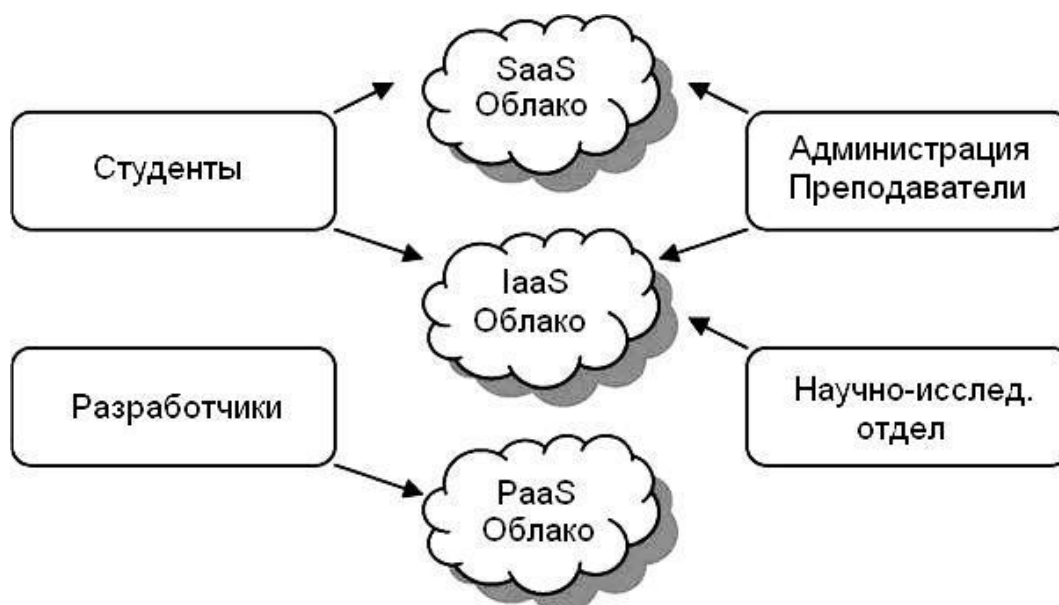 SaaS
Облако
Студенты
Администрация
Преподаватели
IaaS
Облако
Разработчики
Научно-исслед.
отдел
PaaS
Облако